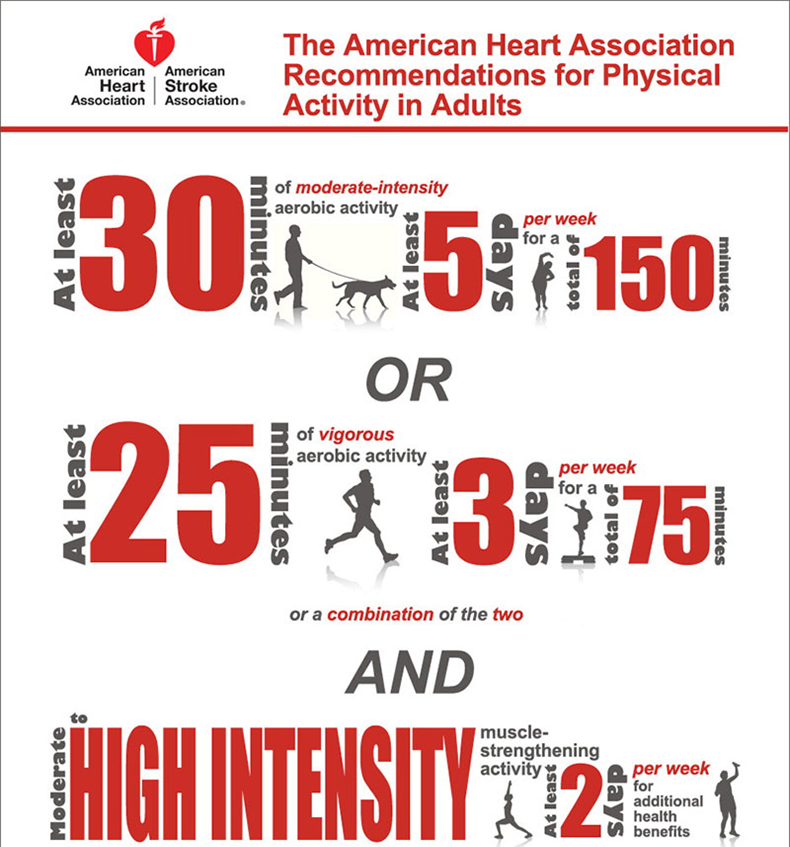 American
Heart
Association
American
Stroke
Association®
The American Heart Association
Recommendations for Physical
Activity in Adults
At least
30
minutes
of moderate-intensity
aerobic activity
At least
5
days
per week
for a
total of
150
minutes
OR
At least
25
minutes
of vigorous
aerobic activity
At least
3
days
per week
for a
total of
75
minutes
or a combination of the two
AND
Moderate
to
HIGH INTENSITY
muscle-
strengthening
activity
At least
2
days
per week
for
additional
health
benefits